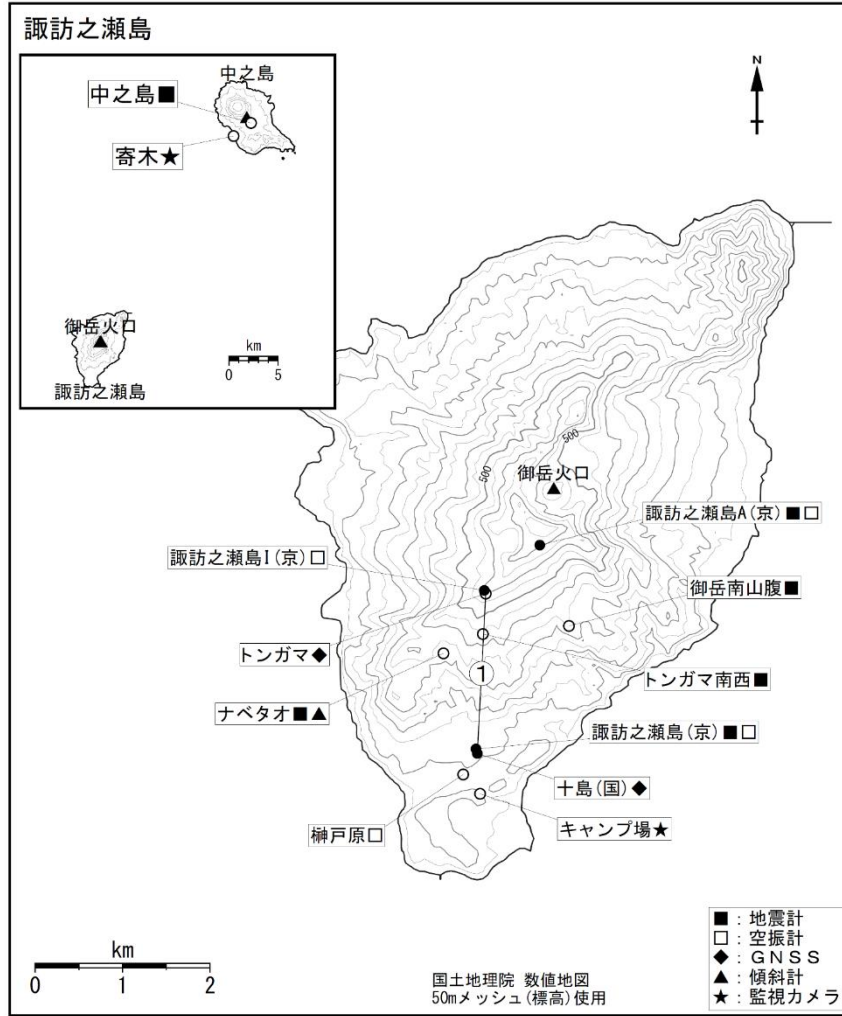 諏訪之瀬島
中之島
中之島■
寄木★
御岳火口
諏訪之瀬島
km
0 5
N
500
500
御岳火口
諏訪之瀬島A(京)■□
諏訪之瀬島I(京)□
御岳南山腹■
トンガマ◆
①
トンガマ南西■
ナベタオ■▲
諏訪之瀬島(京)■□
十島(国)◆
榊戸原□
キャンプ場★
km
0 1 2
国土地理院 数値地図
50mメッシュ(標高)使用
■:地震計
□:空振計
◆:GNSS
▲:傾斜計
★:監視カメラ